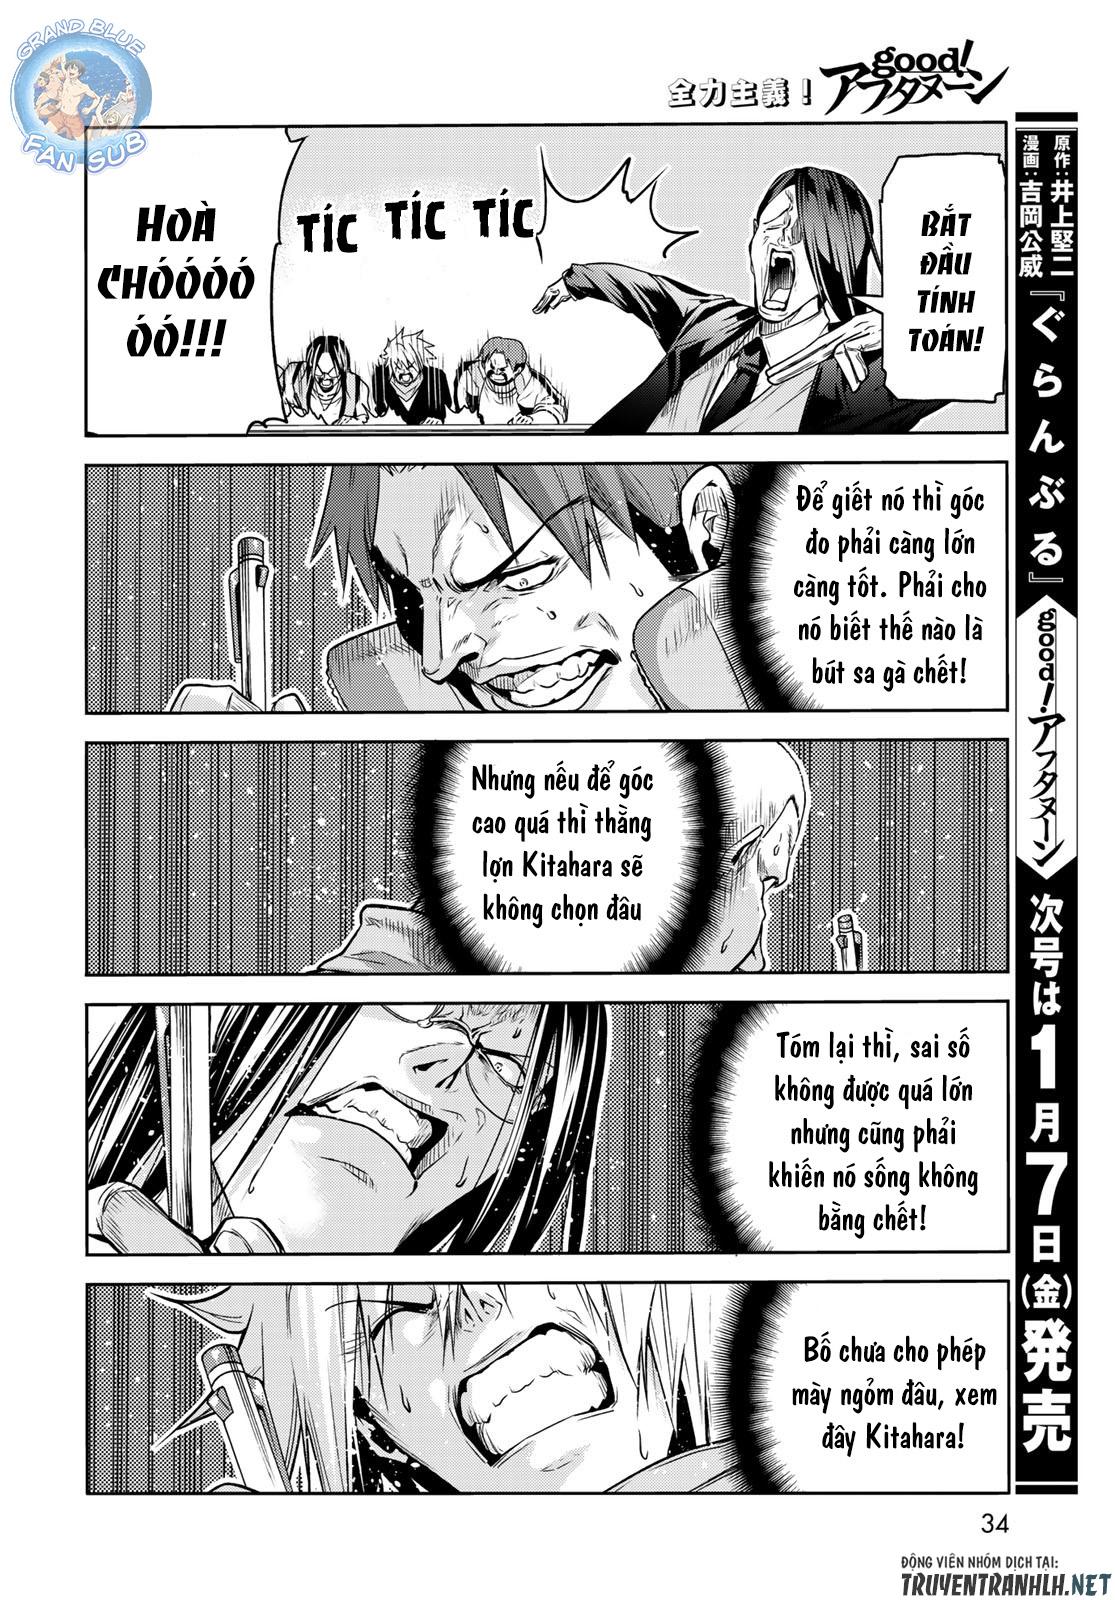 GRAND BLUE
FAN SUB
全力主義!
good!
アフタヌーン
BẮT
ĐẦU
TÍNH
TOÁN!
TÍC TÍC TÍC
HOÀ
CHÓÓÓÓ
ÓÓ!!!
Để giết nó thì góc
đo phải càng lớn
càng tốt. Phải cho
nó biết thế nào là
bút sa gà chết!
Nhưng nếu để góc
cao quá thì thằng
lợn Kitahara sẽ
không chọn đâu
Tóm lại thì, sai số
không được quá lớn
nhưng cũng phải
khiến nó sống không
bằng chết!
Bố chưa cho phép
mày ngỏm đâu, xem
đây Kitahara!
原作:井上堅二
漫画:吉岡公威
『ぐらんぶる』
good!アフタヌーン
次号は1月7日(金)発売
34
ĐỘNG VIÊN NHÓM DỊCH TẠI:
TRUYENTRANHLH.NET